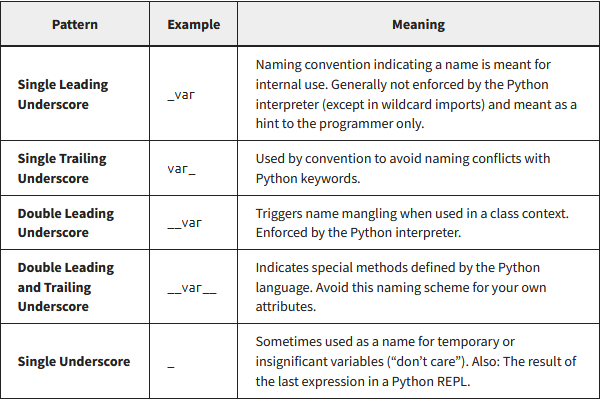 Pattern Example Meaning
Single Leading Underscore
_var
Naming convention indicating a name is meant for
internal use. Generally not enforced by the Python
interpreter (except in wildcard imports) and meant as a
hint to the programmer only.
Single Trailing Underscore
var_
Used by convention to avoid naming conflicts with
Python keywords.
Double Leading Underscore
__var
Triggers name mangling when used in a class context.
Enforced by the Python interpreter.
Double Leading and Trailing Underscore
__var__
Indicates special methods defined by the Python
language. Avoid this naming scheme for your own
attributes.
Single Underscore
_
Sometimes used as a name for temporary or
insignificant variables (“don’t care”). Also: The result of
the last expression in a Python REPL.